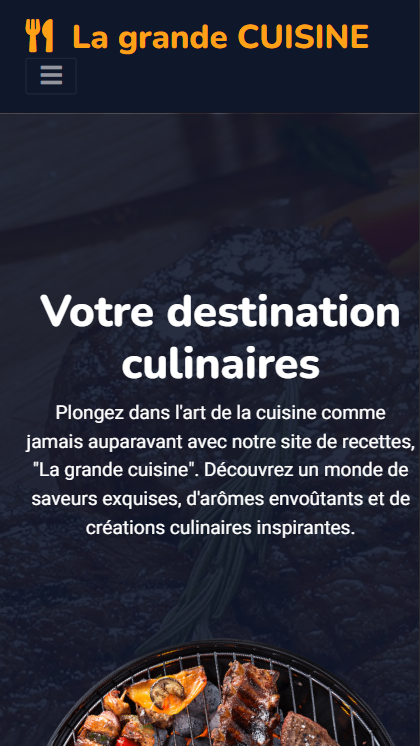 La grande CUISINE
Votre destination
culinaires
Plongez dans l'art de la cuisine comme
jamais auparavant avec notre site de recettes,
"La grande cuisine". Découvrez un monde de
saveurs exquises, d'arômes envoûtants et de
créations culinaires inspirantes.